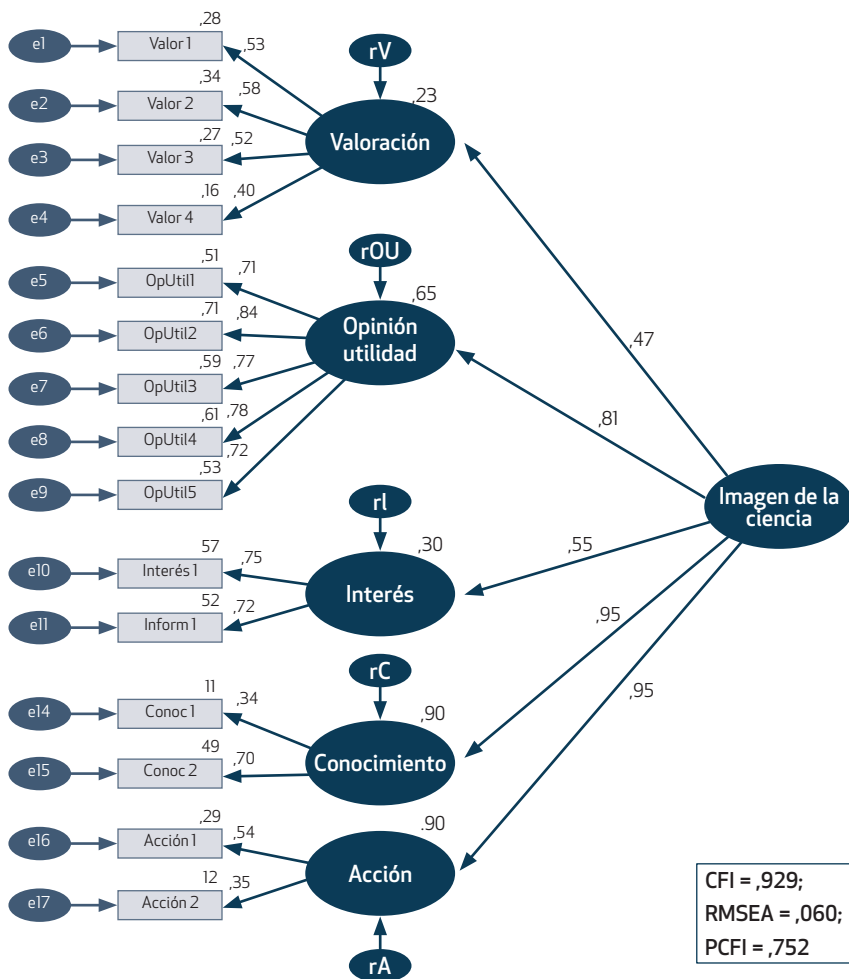 ,28
e1
Valor 1
,53
rV
,34
e2
Valor 2
,58
,23
Valoración
,27
,52
e3
Valor 3
,16
,40
e4
Valor 4
,47
rOU
,51
e5
OpUtil1
,71
,65
,71
e6
OpUtil2
,84
Opinión
utilidad
,59
,77
e7
OpUtil3
,81
,61
,78
e8
OpUtil4
,72
,53
e9
OpUtil5
Imagen de la
ciencia
rI
57
e10
Interés 1
,75
,30
,55
Interés
52
e11
Inform 1
,72
,95
rC
11
e14
Conoc 1
,34
,90
,95
49
e15
Conoc 2
,70
Conocimiento
,29
e16
Acción 1
,54
.90
Acción
12
e17
Acción 2
,35
rA
CFI = ,929;
RMSEA = ,060;
PCFI = ,752